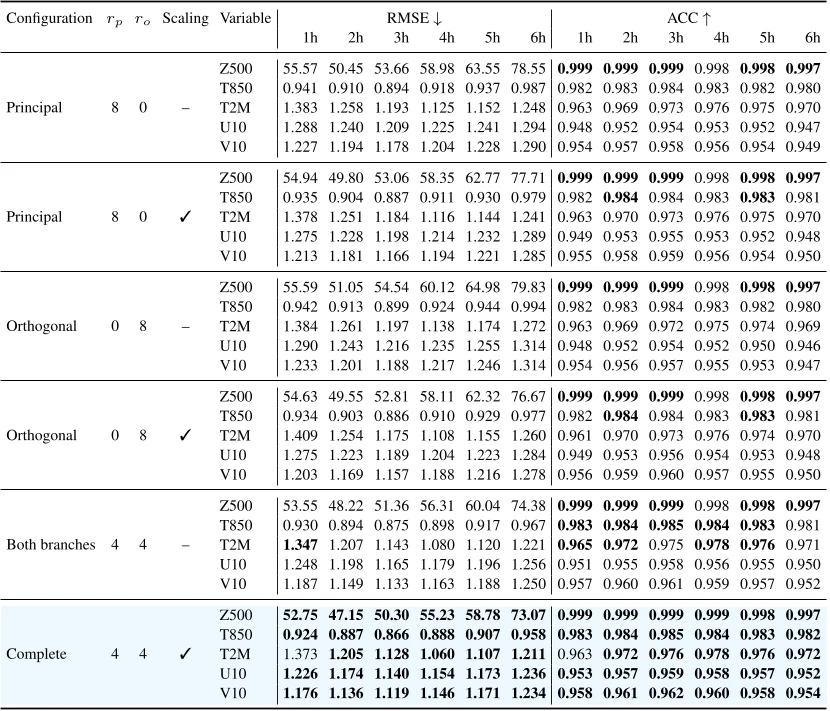 Configuration r_p r_o Scaling Variable RMSE ↓ ACC ↑
1h 2h 3h 4h 5h 6h 1h 2h 3h 4h 5h 6h
Z500 55.57 50.45 53.66 58.98 63.55 78.55 0.999 0.999 0.999 0.998 0.998 0.997
T850 0.941 0.910 0.894 0.918 0.937 0.987 0.982 0.983 0.984 0.983 0.982 0.980
Principal 8 0 – T2M 1.383 1.258 1.193 1.125 1.152 1.248 0.963 0.969 0.973 0.976 0.975 0.970
U10 1.288 1.240 1.209 1.225 1.241 1.294 0.948 0.952 0.954 0.953 0.952 0.947
V10 1.227 1.194 1.178 1.204 1.228 1.290 0.954 0.957 0.958 0.956 0.954 0.949
Z500 54.94 49.80 53.06 58.35 62.77 77.71 0.999 0.999 0.999 0.998 0.998 0.997
T850 0.935 0.904 0.887 0.911 0.930 0.979 0.982 0.984 0.984 0.983 0.983 0.981
Principal 8 0 ✓ T2M 1.378 1.251 1.184 1.116 1.144 1.241 0.963 0.970 0.973 0.976 0.975 0.970
U10 1.275 1.228 1.198 1.214 1.232 1.289 0.949 0.953 0.955 0.953 0.952 0.948
V10 1.213 1.181 1.166 1.194 1.221 1.285 0.955 0.958 0.959 0.956 0.954 0.950
Z500 55.59 51.05 54.54 60.12 64.98 79.83 0.999 0.999 0.999 0.998 0.998 0.997
T850 0.942 0.913 0.899 0.924 0.944 0.994 0.982 0.983 0.984 0.983 0.982 0.980
Orthogonal 0 8 – T2M 1.384 1.261 1.197 1.138 1.174 1.272 0.963 0.969 0.972 0.975 0.974 0.969
U10 1.290 1.243 1.216 1.235 1.255 1.314 0.948 0.952 0.954 0.952 0.950 0.946
V10 1.233 1.201 1.188 1.217 1.246 1.314 0.954 0.956 0.957 0.955 0.953 0.947
Z500 54.63 49.55 52.81 58.11 62.32 76.67 0.999 0.999 0.999 0.998 0.998 0.997
T850 0.934 0.903 0.886 0.910 0.929 0.977 0.982 0.984 0.984 0.983 0.983 0.981
Orthogonal 0 8 ✓ T2M 1.409 1.254 1.175 1.108 1.155 1.260 0.961 0.970 0.973 0.976 0.974 0.970
U10 1.275 1.223 1.189 1.204 1.223 1.284 0.949 0.953 0.956 0.954 0.953 0.948
V10 1.203 1.169 1.157 1.188 1.216 1.278 0.956 0.959 0.960 0.957 0.955 0.950
Z500 53.55 48.22 51.36 56.31 60.04 74.38 0.999 0.999 0.999 0.998 0.998 0.997
T850 0.930 0.894 0.875 0.898 0.917 0.967 0.983 0.984 0.985 0.984 0.983 0.981
Both branches 4 4 – T2M 1.347 1.207 1.143 1.080 1.120 1.221 0.965 0.972 0.975 0.978 0.976 0.971
U10 1.248 1.198 1.165 1.179 1.196 1.256 0.951 0.955 0.958 0.956 0.955 0.950
V10 1.187 1.149 1.133 1.163 1.188 1.250 0.957 0.960 0.961 0.959 0.957 0.952
Z500 52.75 47.15 50.30 55.23 58.78 73.07 0.999 0.999 0.999 0.999 0.998 0.997
T850 0.924 0.887 0.866 0.888 0.907 0.958 0.983 0.984 0.985 0.984 0.983 0.982
Complete 4 4 ✓ T2M 1.373 1.205 1.128 1.060 1.107 1.211 0.963 0.972 0.976 0.978 0.976 0.972
U10 1.226 1.174 1.140 1.154 1.173 1.236 0.953 0.957 0.959 0.958 0.957 0.952
V10 1.176 1.136 1.119 1.146 1.171 1.234 0.958 0.961 0.962 0.960 0.958 0.954